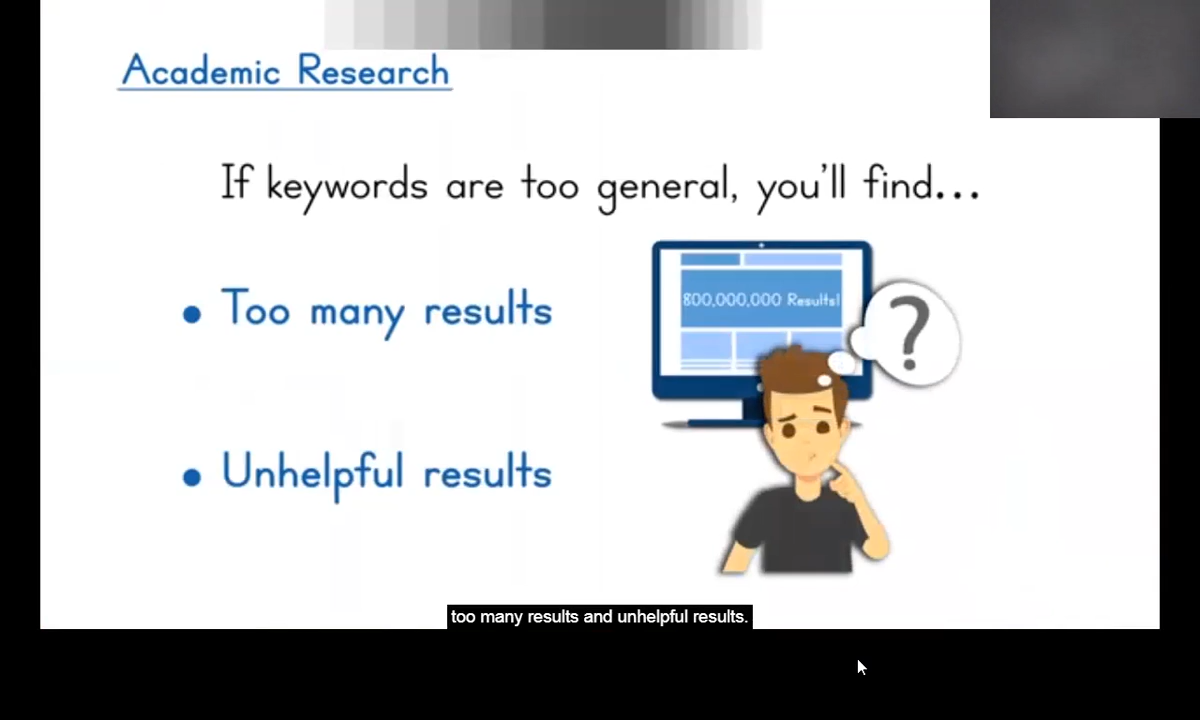 Academic Research
If keywords are too general, you'll find...
• Too many results
800,000,000 Results!
?
• Unhelpful results
too many results and unhelpful results.